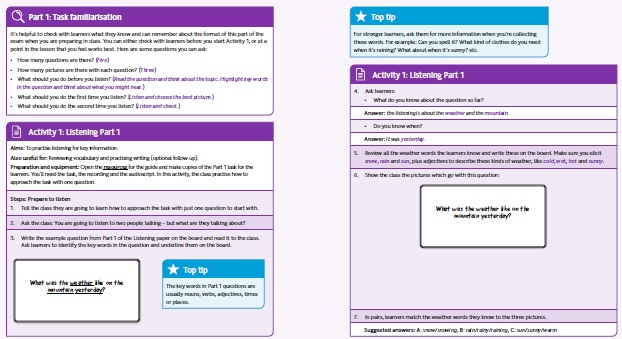 Part 1: Task familiarisation
It's helpful to check with learners what they know and can remember about the format of this part of the
exam when you are preparing in class. You can either check with learners before you start Activity 1, or at a
point in the lesson that you feel works best. Here are some questions you can ask:
• How many questions are there? (Five)
• How many pictures are there with each question? (Three)
• What should you do before you listen? (Read the question and think about the topic. Highlight key words
in the question and think about what you might hear.)
• What should you do the first time you listen? (Listen and choose the best picture.)
• What should you do the second time you listen? (Listen and check.)
Activity 1: Listening Part 1
Aims: To practise listening for key information.
Also useful for: Reviewing vocabulary and practising writing (optional follow-up).
Preparation and equipment: Open the resources for the guide and make copies of the Part 1 task for the
learners. You'll need the task, the recording and the audioscript. In this activity, the class practise how to
approach the task with one question.
Steps: Prepare to listen
1. Tell the class they are going to learn how to approach the task with just one question to start with.
2. Ask the class: You are going to listen to two people talking – but what are they talking about?
3. Write the example question from Part 1 of the Listening paper on the board and read it to the class.
Ask learners to identify the key words in the question and underline them on the board.
What was the weather like on the
mountain yesterday?
Top tip
The key words in Part 1 questions are
usually nouns, verbs, adjectives, times
or places.
Top tip
For stronger learners, ask them for more information when you're collecting
these words. For example: Can you spell it? What kind of clothes do you need
when it's raining? What about when it's sunny? etc.
Activity 1: Listening Part 1
4. Ask learners:
• What do you know about the question so far?
Answer: the listening is about the weather and the mountain.
• Do you know when?
Answer: It was yesterday.
5. Review all the weather words the learners know and write these on the board. Make sure you elicit
snow, rain and sun, plus adjectives to describe these kinds of weather, like cold, wet, hot and sunny.
6. Show the class the pictures which go with this question:
What was the weather like on the
mountain yesterday?
7. In pairs, learners match the weather words they know to the three pictures.
Suggested answers: A: snow/snowing, B: rain/rainy/raining, C: sun/sunny/warm